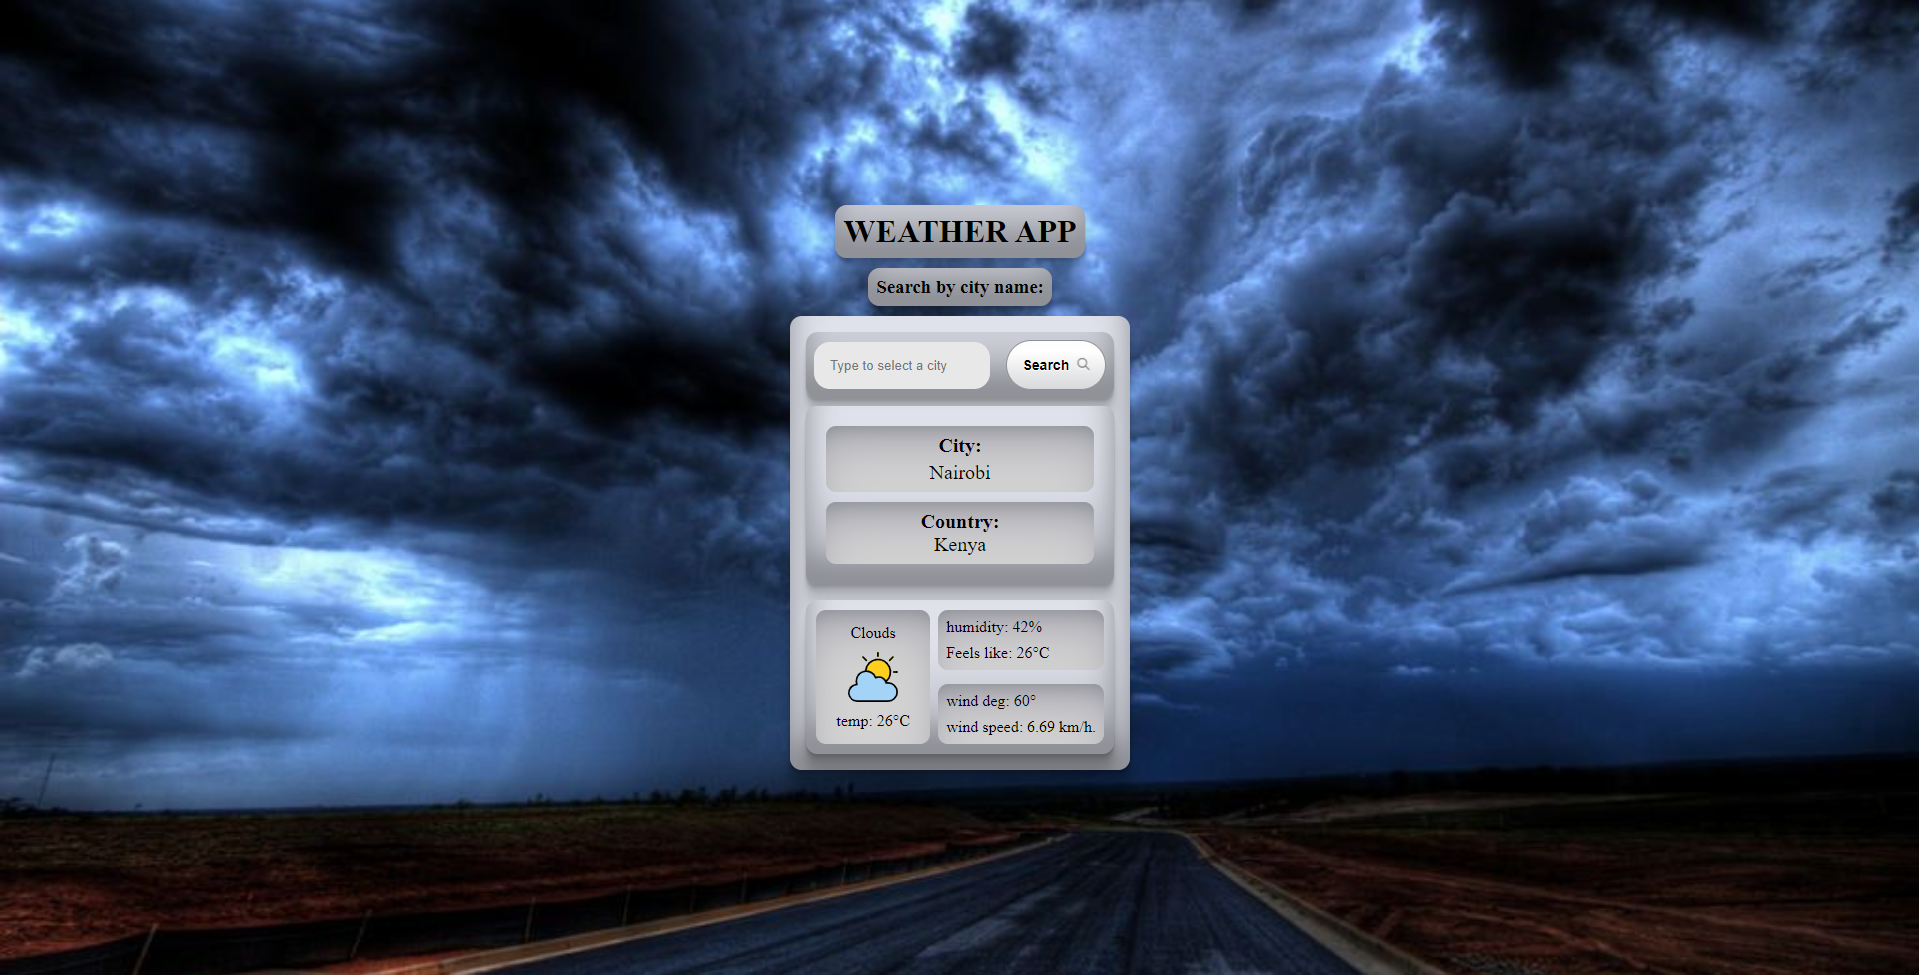 WEATHER APP
Search by city name:
Type to select a city
Search
City:
Nairobi
Country:
Kenya
Clouds
temp: 26°C
humidity: 42%
Feels like: 26°C
wind deg: 60°
wind speed: 6.69 km/h.